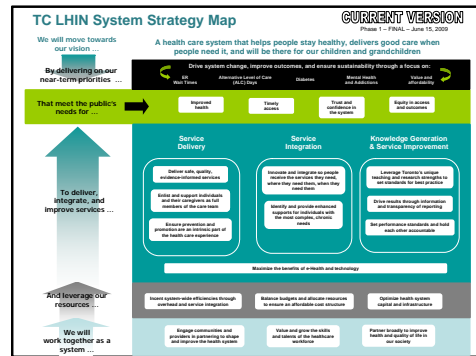 TC LHIN System Strategy Map
CURRENT VERSION
Phase 1 – FINAL – June 15, 2009
We will move towards
our vision …
A health care system that helps people stay healthy, delivers good care when
people need it, and will be there for our children and grandchildren
By delivering on our
near-term priorities …
Drive system change, improve outcomes, and ensure sustainability through a focus on:
ER
Wait Times
Alternative Level of Care
(ALC) Days
Diabetes
Mental Health
and Addictions
Value and
affordability
That meet the public's
needs for …
Improved
health
Timely
access
Trust and
confidence in
the system
Equity in access
and outcomes
To deliver,
integrate, and
improve services …
Service
Delivery
Deliver safe, quality,
evidence-informed services
Enlist and support individuals
and their caregivers as full
members of the care team
Ensure prevention and
promotion are an intrinsic part of
the health care experience
Service
Integration
Innovate and integrate so people
receive the services they need,
where they need them, when they
need them
Identify and provide enhanced
supports for individuals with
the most complex, chronic
needs
Knowledge Generation
& Service Improvement
Leverage Toronto's unique
teaching and research strengths to
set standards for best practice
Drive results through information
and transparency of reporting
Set performance standards and hold
each other accountable
Maximize the benefits of e-Health and technology
And leverage our
resources …
Incent system-wide efficiencies through
overhead and service integration
Balance budgets and allocate resources
to ensure an affordable-cost structure
Optimize health system
capital and infrastructure
We will
work together as a
system …
Engage communities and
providers in partnering to shape
and improve the health system
Value and grow the skills
and talents of the healthcare
workforce
Partner broadly to improve
health and quality of life in
our society